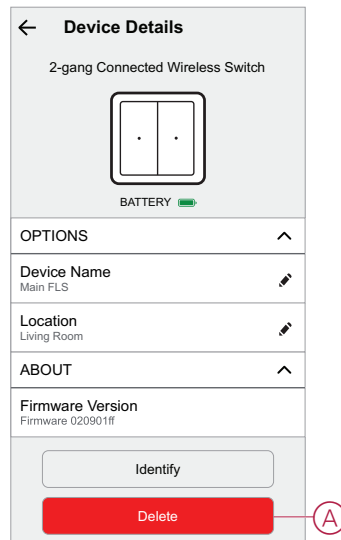 Device Details
2-gang Connected Wireless Switch
BATTERY
OPTIONS
Device Name
Main FLS
Location
Living Room
ABOUT
Firmware Version
Firmware 020901ff
Identify
Delete
A